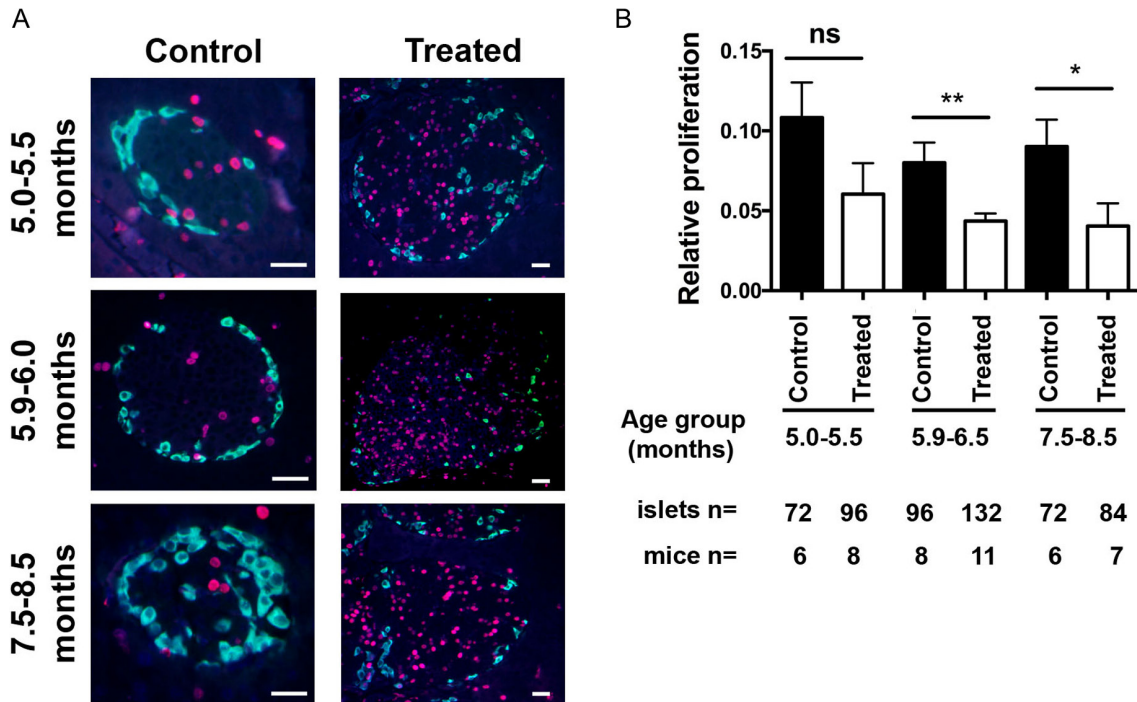 A
Control Treated
5.0-5.5
months
5.9-6.0
months
7.5-8.5
months
B
Relative proliferation
0.15
0.10
0.05
0.00
ns
**
*
Control Treated Control Treated Control Treated
Age group
(months)
5.0-5.5 5.9-6.5 7.5-8.5
islets n= 72 96 96 132 72 84
mice n= 6 8 8 11 6 7